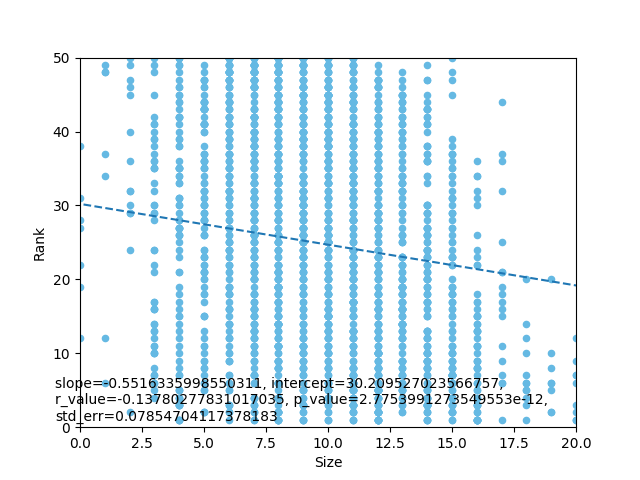 50
40
30
20
10
0
Rank
slope=-0.5516335998550311, intercept=30.209527023566757,
r_value=-0.13780277831017035, p_value=2.7753991273549553e-12,
std_err=0.07854704117378183
0.0 2.5 5.0 7.5 10.0 12.5 15.0 17.5 20.0
Size